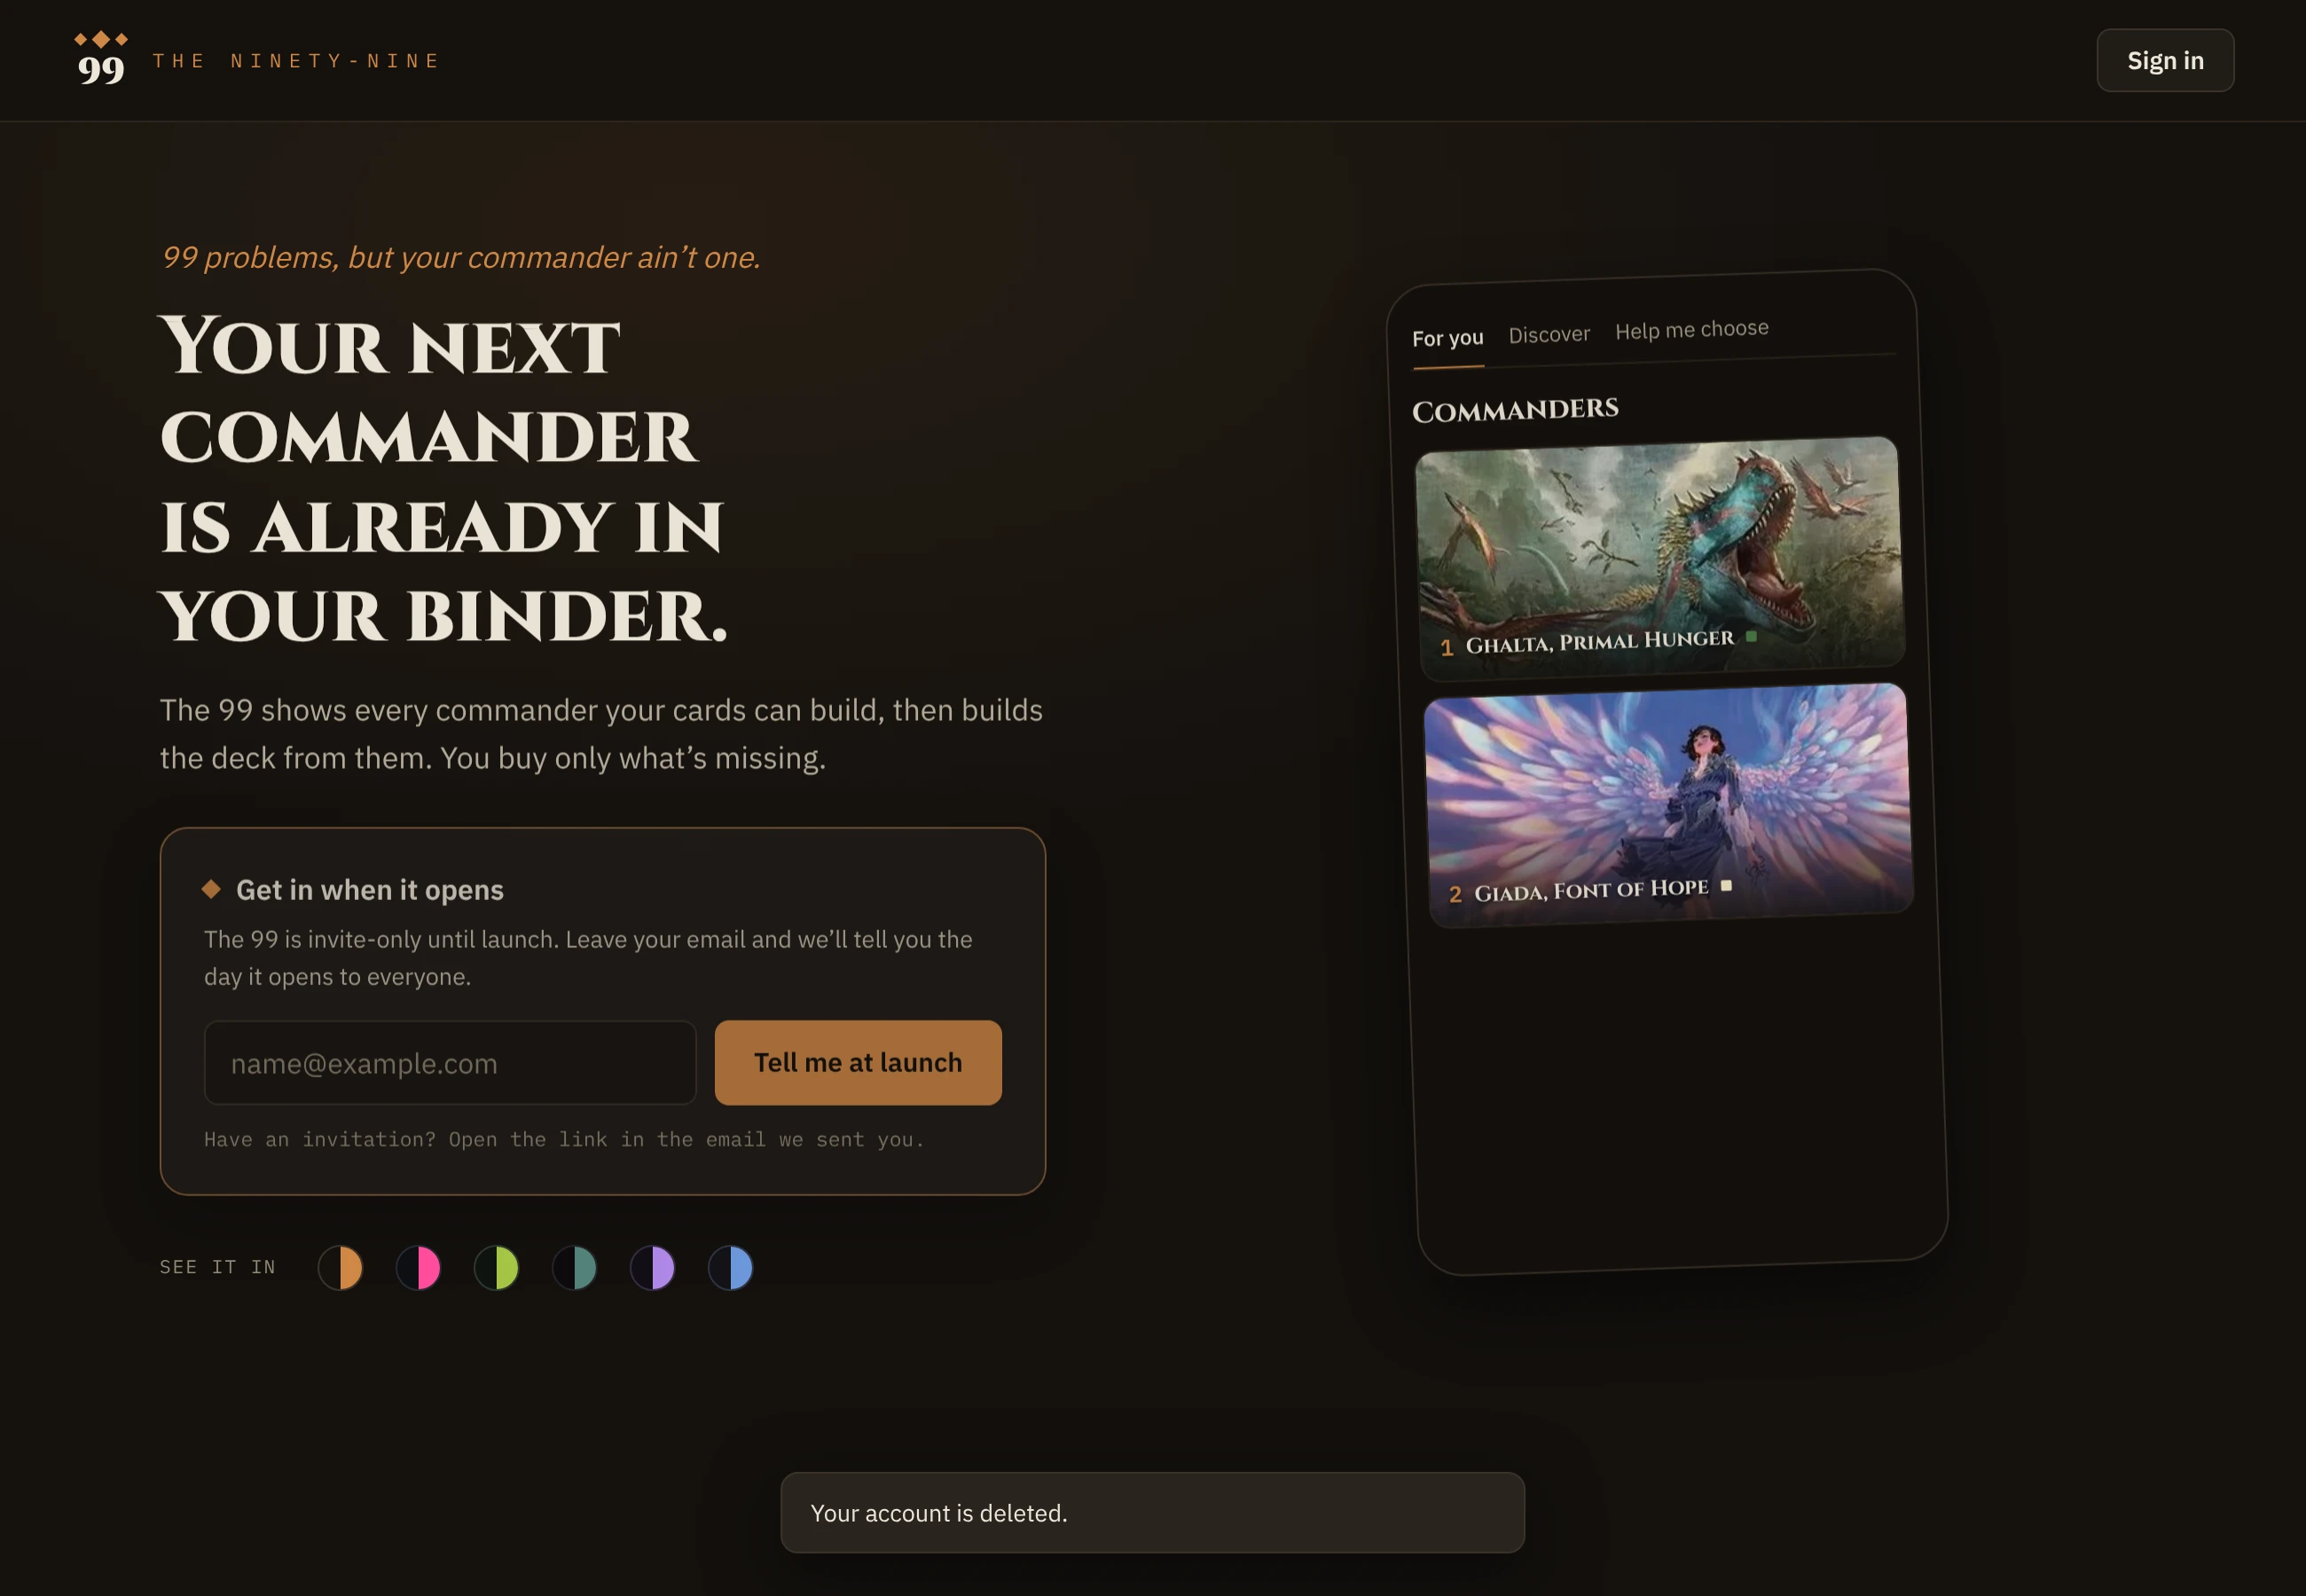 99
THE NINETY-NINE
Sign in
99 problems, but your commander ain’t one.
YOUR NEXT
COMMANDER
IS ALREADY IN
YOUR BINDER.
The 99 shows every commander your cards can build, then builds
the deck from them. You buy only what’s missing.
Get in when it opens
The 99 is invite-only until launch. Leave your email and we’ll tell you the
day it opens to everyone.
name@example.com
Tell me at launch
Have an invitation? Open the link in the email we sent you.
SEE IT IN
For you Discover Help me choose
COMMANDERS
1 GHALTA, PRIMAL HUNGER
2 GIADA, FONT OF HOPE
Your account is deleted.